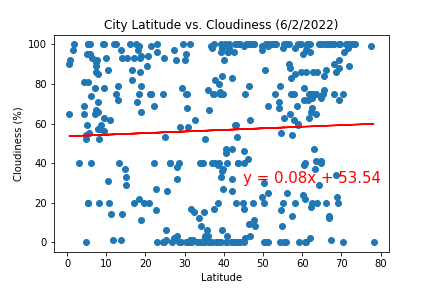 City Latitude vs. Cloudiness (6/2/2022)
100
80
60
40
20
0
Cloudiness (%)
y = 0.08x + 53.54
0 10 20 30 40 50 60 70 80
Latitude